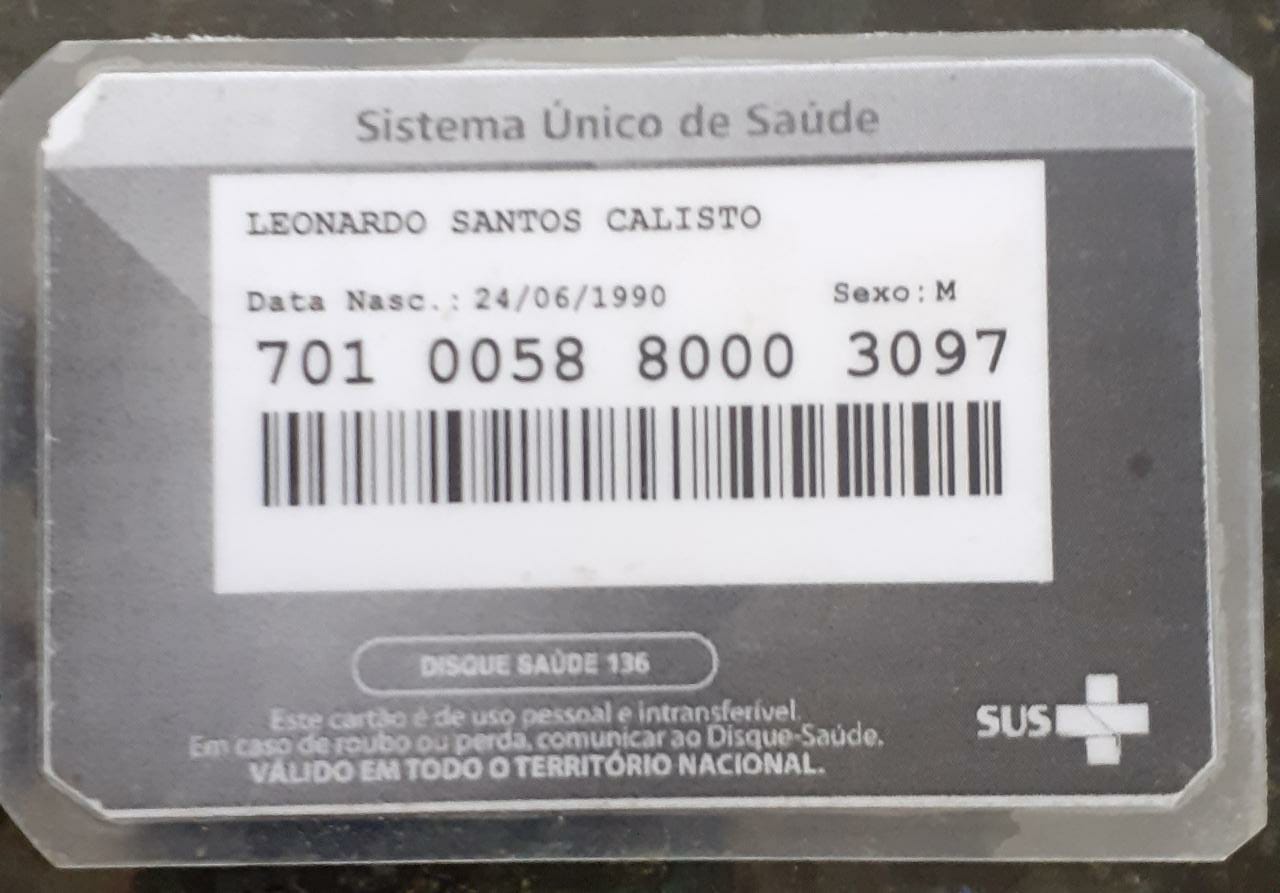 Sistema Único de Saúde
LEONARDO SANTOS CALISTO
Data Nasc.: 24/06/1990 Sexo: M
701 0058 8000 3097
DISQUE SAÚDE 136
Este cartão é de uso pessoal e intransferível.
Em caso de roubo ou perda, comunicar ao Disque-Saúde.
VÁLIDO EM TODO O TERRITÓRIO NACIONAL.
SUS